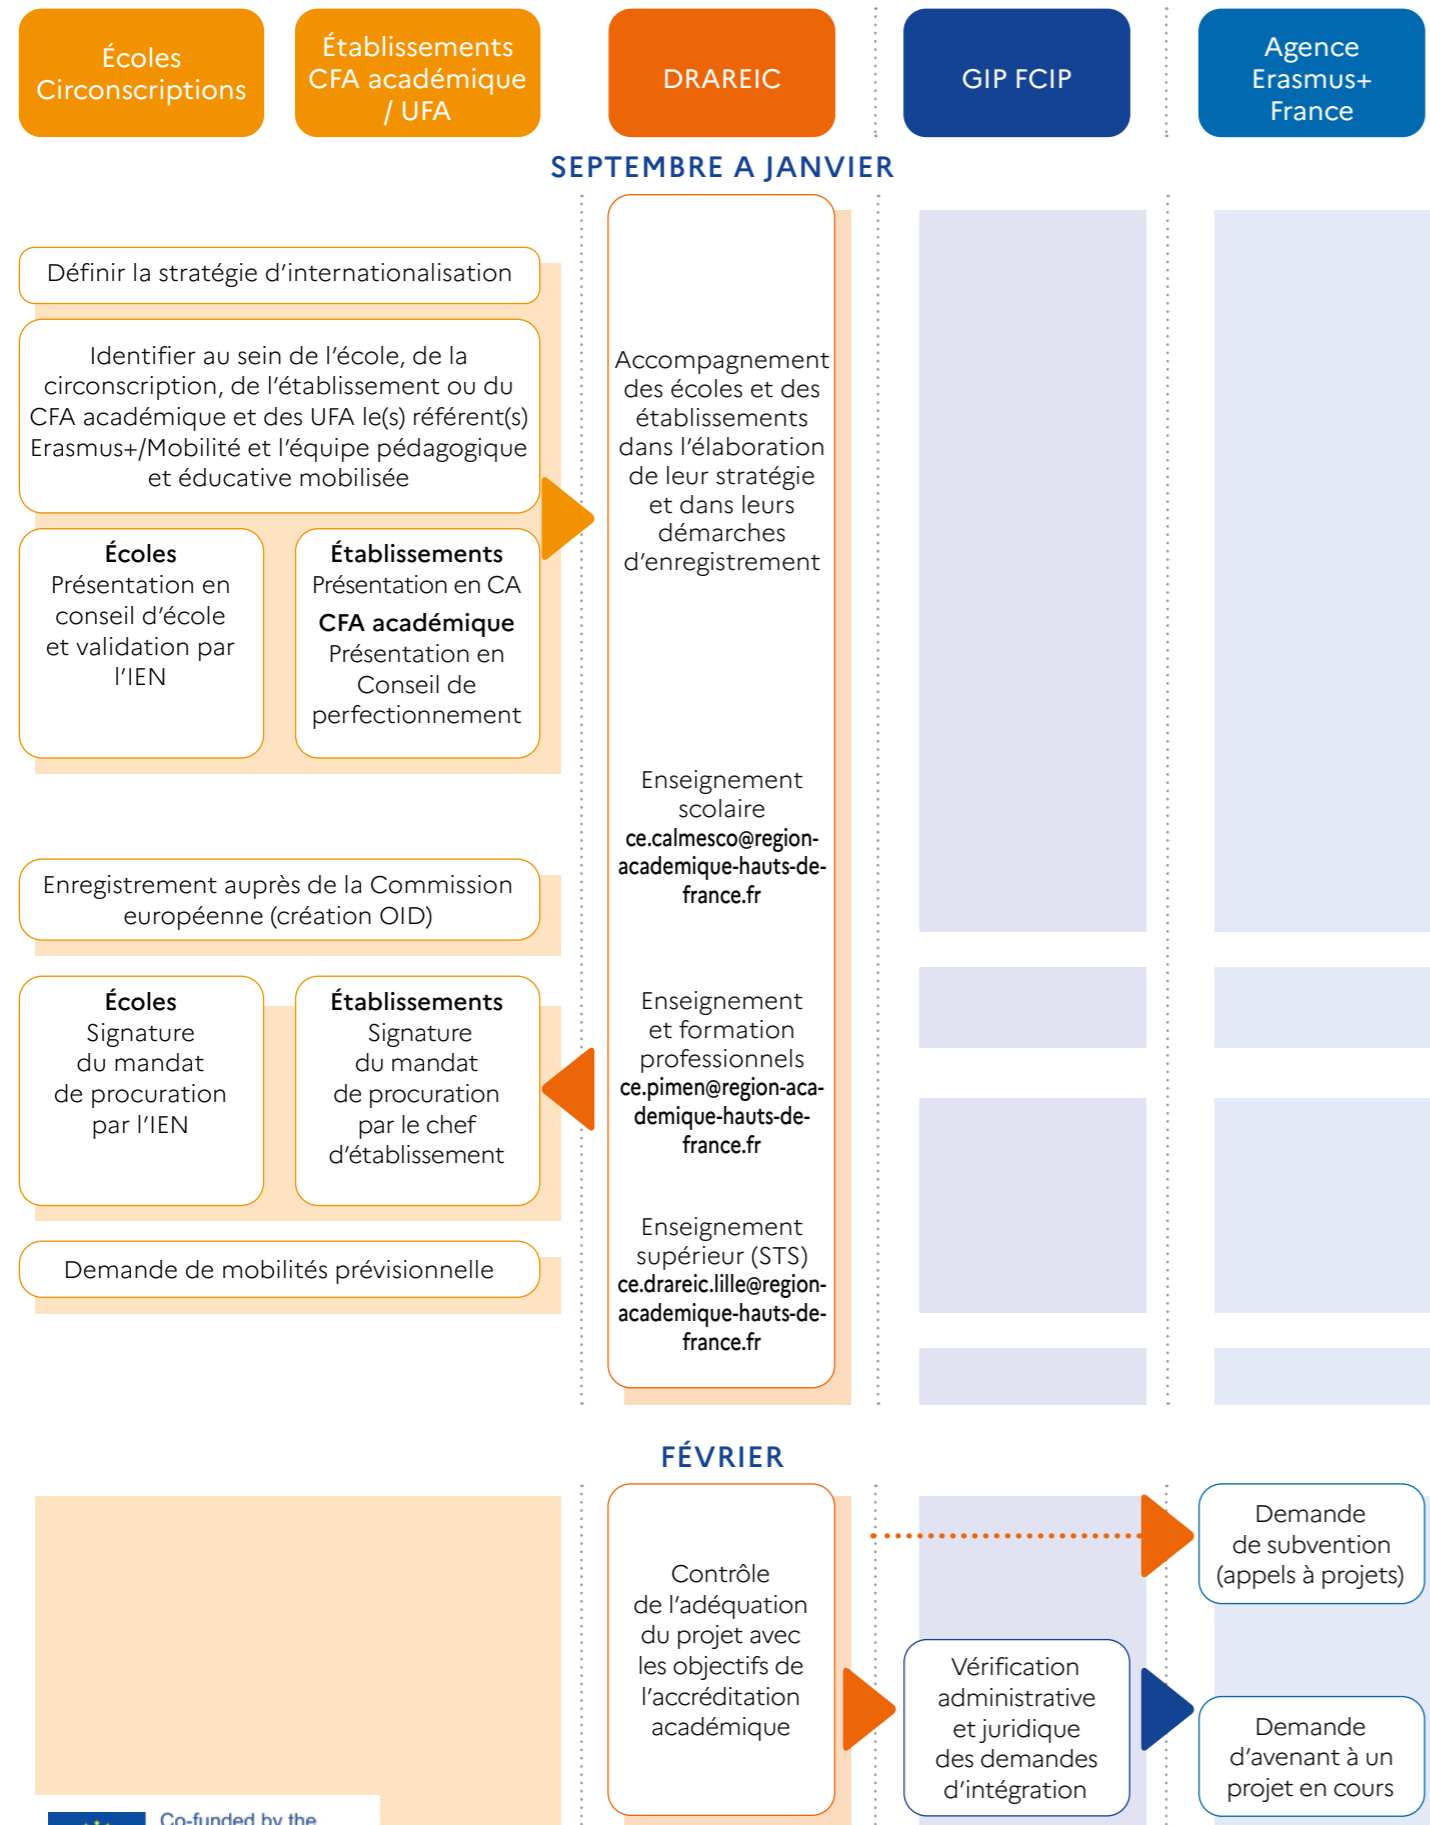 Écoles
Circonscriptions
Établissements
CFA académique
/ UFA
DRAREIC
GIP FCIP
Agence
Erasmus+
France
SEPTEMBRE A JANVIER
Définir la stratégie d'internationalisation
Identifier au sein de l'école, de la
circonscription, de l'établissement ou du
CFA académique et des UFA le(s) référent(s)
Erasmus+/Mobilité et l'équipe pédagogique
et éducative mobilisée
Écoles
Présentation en
conseil d'école
et validation par
l'IEN
Établissements
Présentation en CA
CFA académique
Présentation en
Conseil de
perfectionnement
Enregistrement auprès de la Commission
européenne (création OID)
Écoles
Signature
du mandat
de procuration
par l'IEN
Établissements
Signature
du mandat
de procuration
par le chef
d'établissement
Demande de mobilités prévisionnelle
Accompagnement
des écoles et des
établissements
dans l'élaboration
de leur stratégie
et dans leurs
démarches
d'enregistrement
Enseignement
scolaire
ce.calmesco@region-
academique-hauts-de-
france.fr
Enseignement
et formation
professionnels
ce.pimen@region-aca-
demique-hauts-de-
france.fr
Enseignement
supérieur (STS)
ce.drareic.lille@region-
academique-hauts-de-
france.fr
FÉVRIER
Contrôle
de l'adéquation
du projet avec
les objectifs de
l'accréditation
académique
Vérification
administrative
et juridique
des demandes
d'intégration
Demande
de subvention
(appels à projets)
Demande
d'avenant à un
projet en cours
Co-funded by the